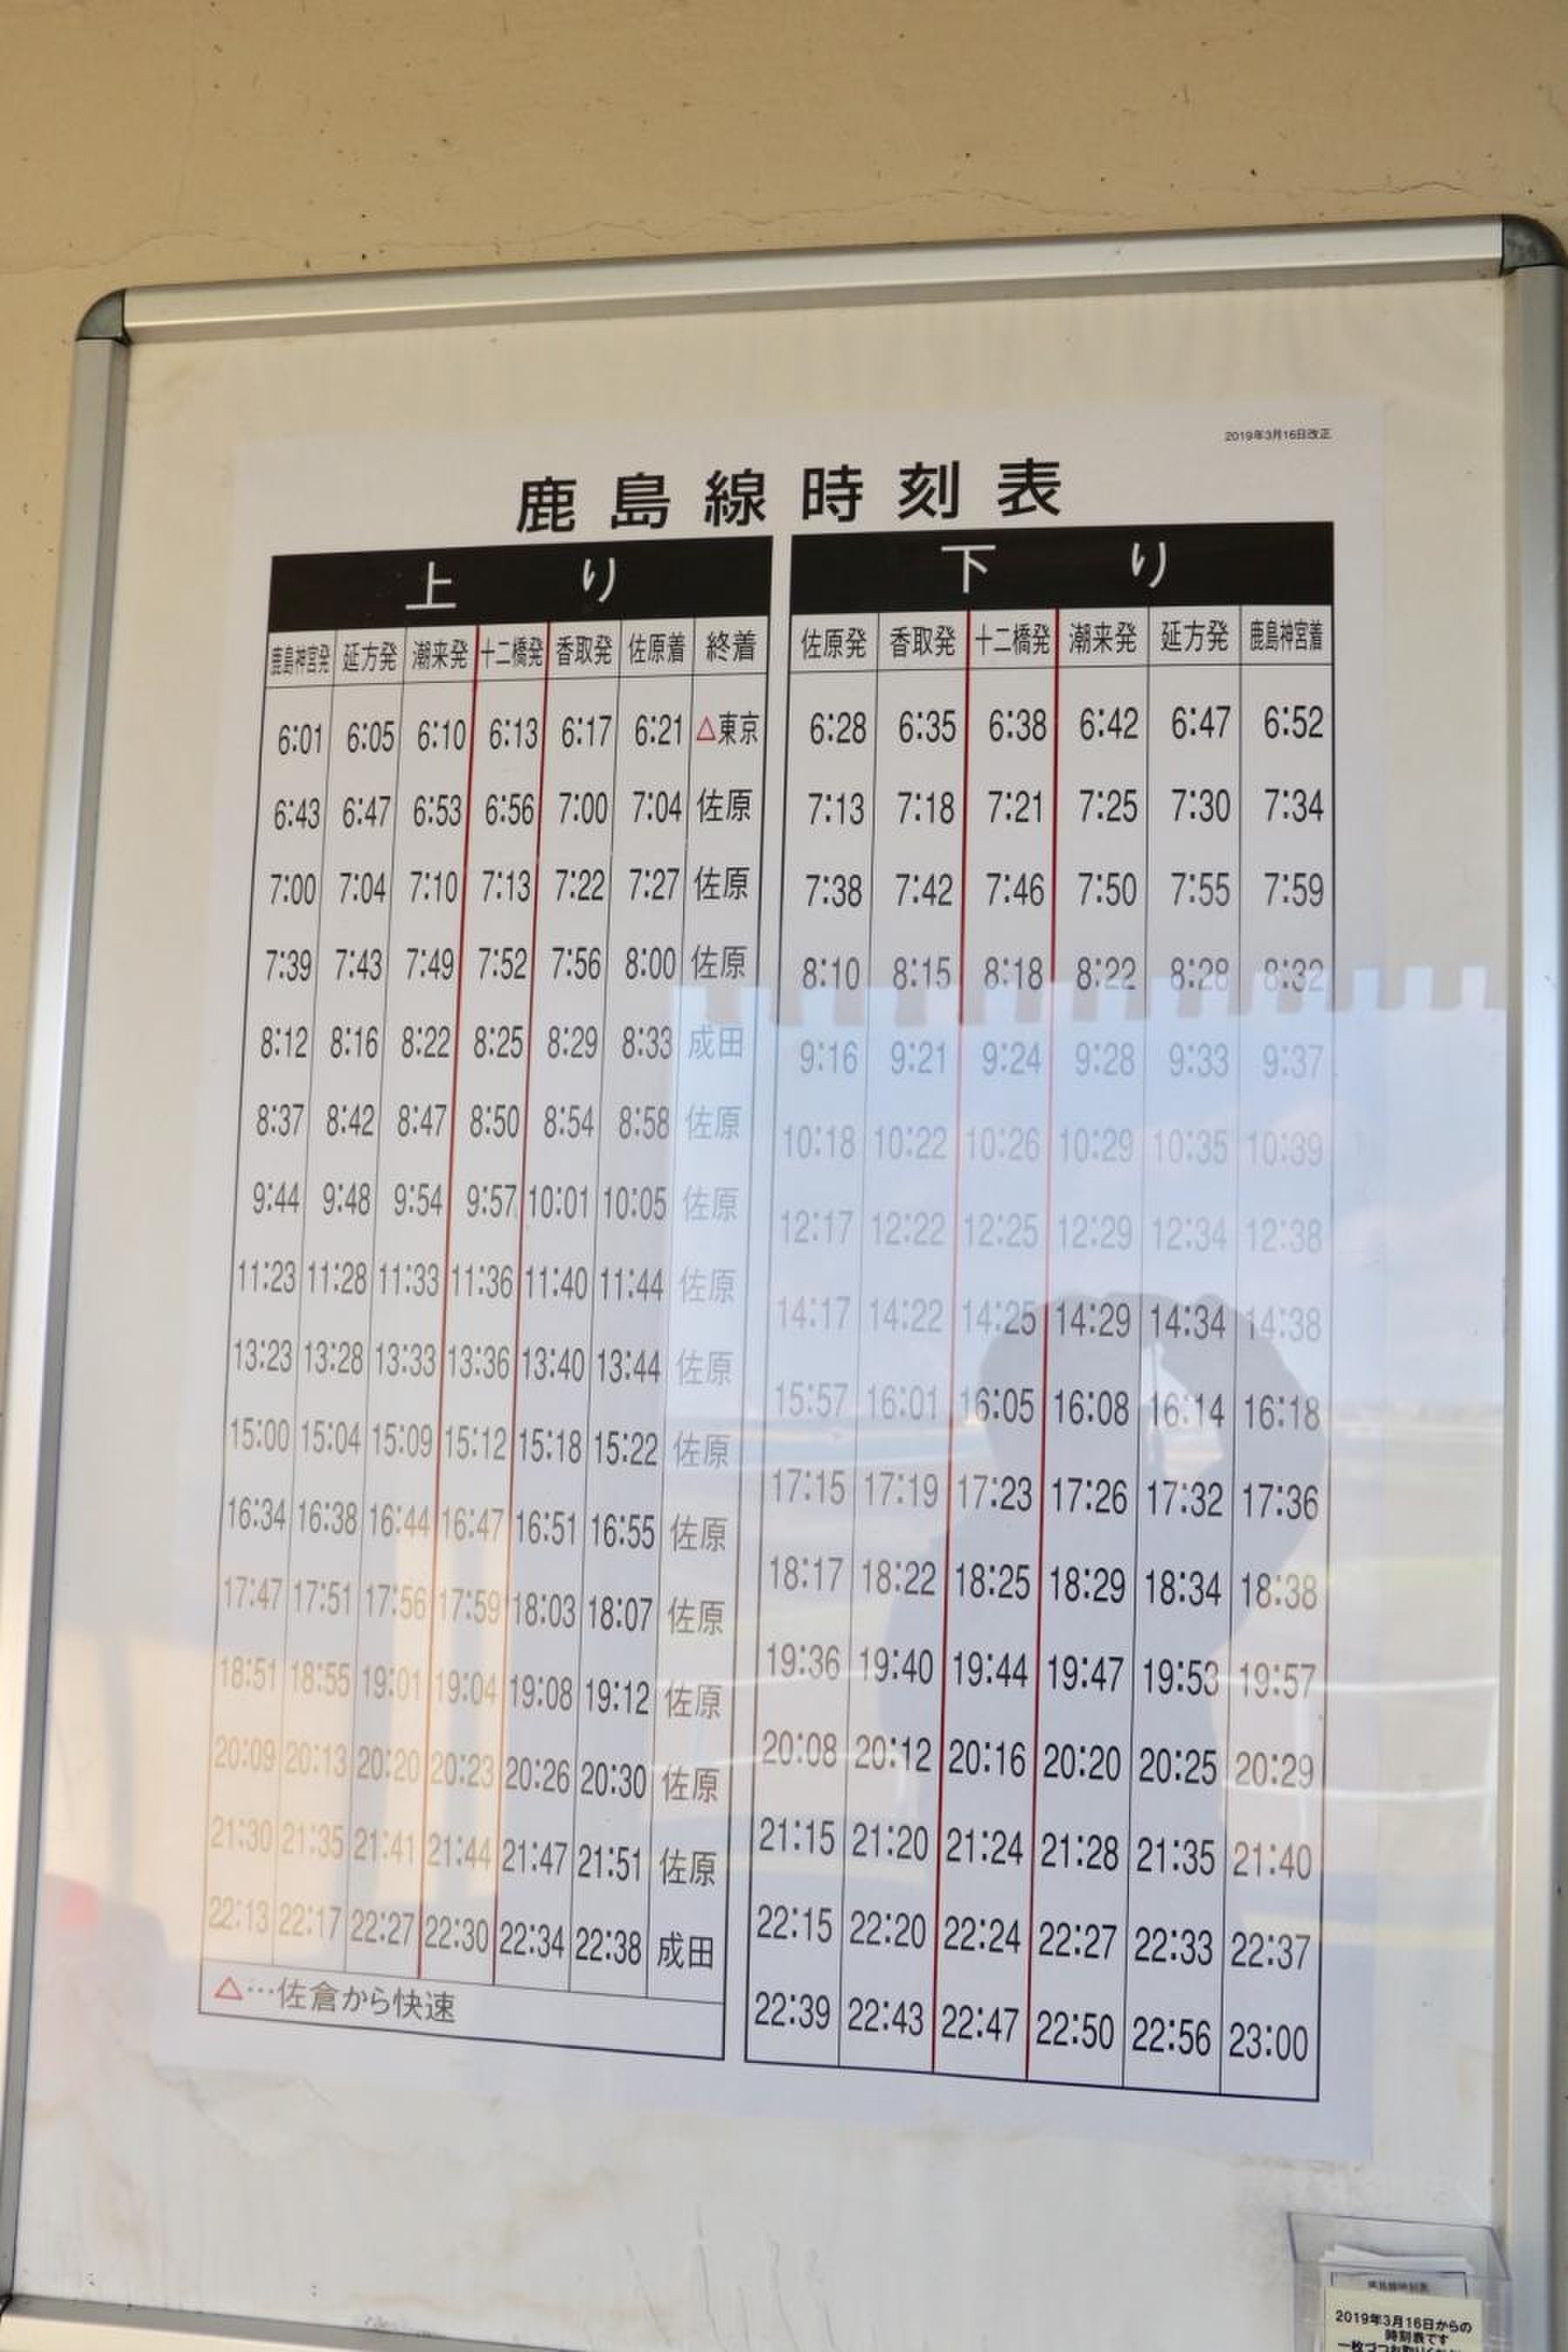 2019年3月16日改正
鹿島線時刻表
上り
鹿島神宮発 延方発 潮来発 十二橋発 香取発 佐原着 終着
6:01 6:05 6:10 6:13 6:17 6:21 △東京
6:43 6:47 6:53 6:56 7:00 7:04 佐原
7:00 7:04 7:10 7:13 7:22 7:27 佐原
7:39 7:43 7:49 7:52 7:56 8:00 佐原
8:12 8:16 8:22 8:25 8:29 8:33 成田
8:37 8:42 8:47 8:50 8:54 8:58 佐原
9:44 9:48 9:54 9:57 10:01 10:05 佐原
11:23 11:28 11:33 11:36 11:40 11:44 佐原
13:23 13:28 13:33 13:36 13:40 13:44 佐原
15:00 15:04 15:09 15:12 15:18 15:22 佐原
16:34 16:38 16:44 16:47 16:51 16:55 佐原
17:47 17:51 17:56 17:59 18:03 18:07 佐原
18:51 18:55 19:01 19:04 19:08 19:12 佐原
20:09 20:13 20:20 20:23 20:26 20:30 佐原
21:30 21:35 21:41 21:44 21:47 21:51 佐原
22:13 22:17 22:27 22:30 22:34 22:38 成田
△…佐倉から快速
下り
佐原発 香取発 十二橋発 潮来発 延方発 鹿島神宮着
6:28 6:35 6:38 6:42 6:47 6:52
7:13 7:18 7:21 7:25 7:30 7:34
7:38 7:42 7:46 7:50 7:55 7:59
8:10 8:15 8:18 8:22 8:28 8:32
9:16 9:21 9:24 9:28 9:33 9:37
10:18 10:22 10:26 10:29 10:35 10:39
12:17 12:22 12:25 12:29 12:34 12:38
14:17 14:22 14:25 14:29 14:34 14:38
15:57 16:01 16:05 16:08 16:14 16:18
17:15 17:19 17:23 17:26 17:32 17:36
18:17 18:22 18:25 18:29 18:34 18:38
19:36 19:40 19:44 19:47 19:53 19:57
20:08 20:12 20:16 20:20 20:25 20:29
21:15 21:20 21:24 21:28 21:35 21:40
22:15 22:20 22:24 22:27 22:33 22:37
22:39 22:43 22:47 22:50 22:56 23:00
2019年3月16日からの
時刻表です